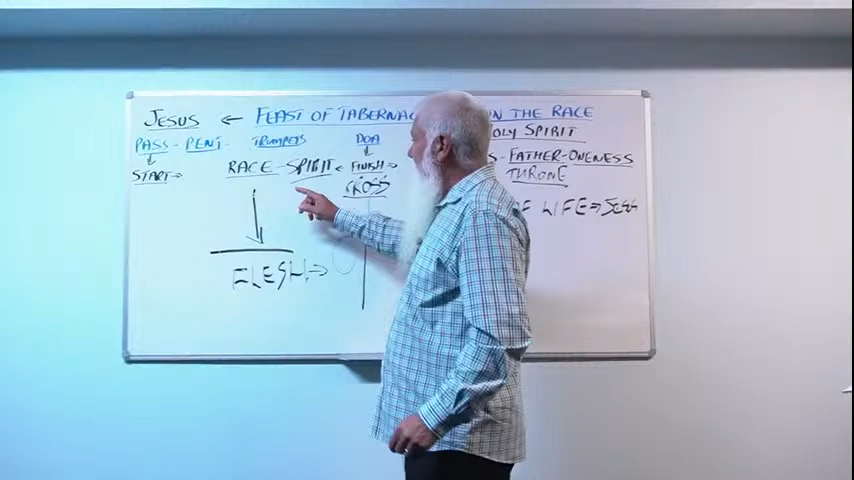 JESUS ← FEAST OF TABERNAC ON THE RACE
PASS - PENT - TRUMPETS DOA OLY SPIRIT
START⇒ RACE - SPIRIT ← FINISH→ S - FATHER - ONENESS
CROSS THRONE
F LIFE⇒
FLESH⇒